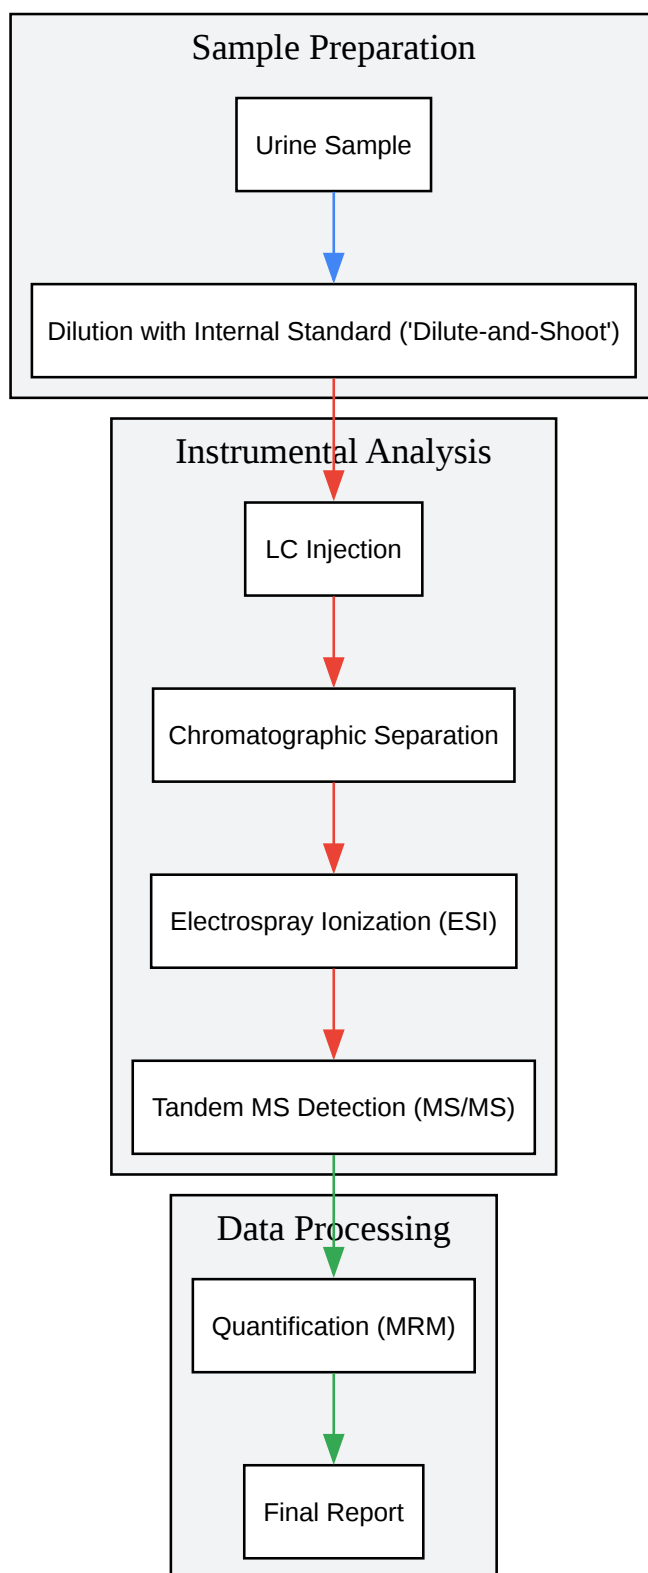 Sample Preparation
Urine Sample
Dilution with Internal Standard ('Dilute-and-Shoot')
Instrumental Analysis
LC Injection
Chromatographic Separation
Electrospray Ionization (ESI)
Tandem MS Detection (MS/MS)
Data Processing
Quantification (MRM)
Final Report